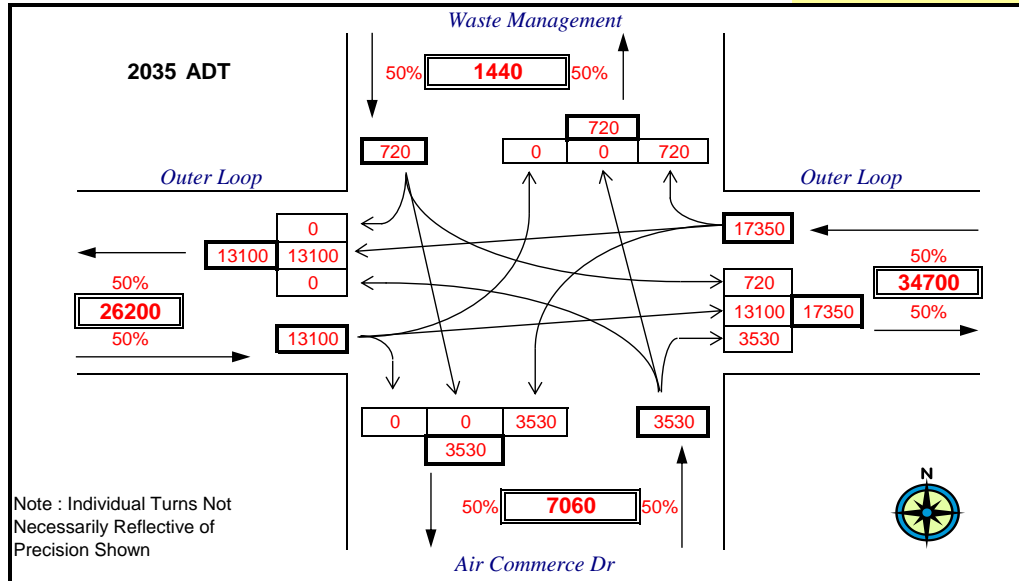 Waste Management
2035 ADT
50% 1440 50%
720
720
0 0 720
Outer Loop
Outer Loop
0
13100 13100
0
17350
50%
26200
50%
50%
34700
50%
720
13100 17350
3530
13100
0 0 3530
3530
3530
N
Note : Individual Turns Not
Necessarily Reflective of
Precision Shown
50% 7060 50%
Air Commerce Dr